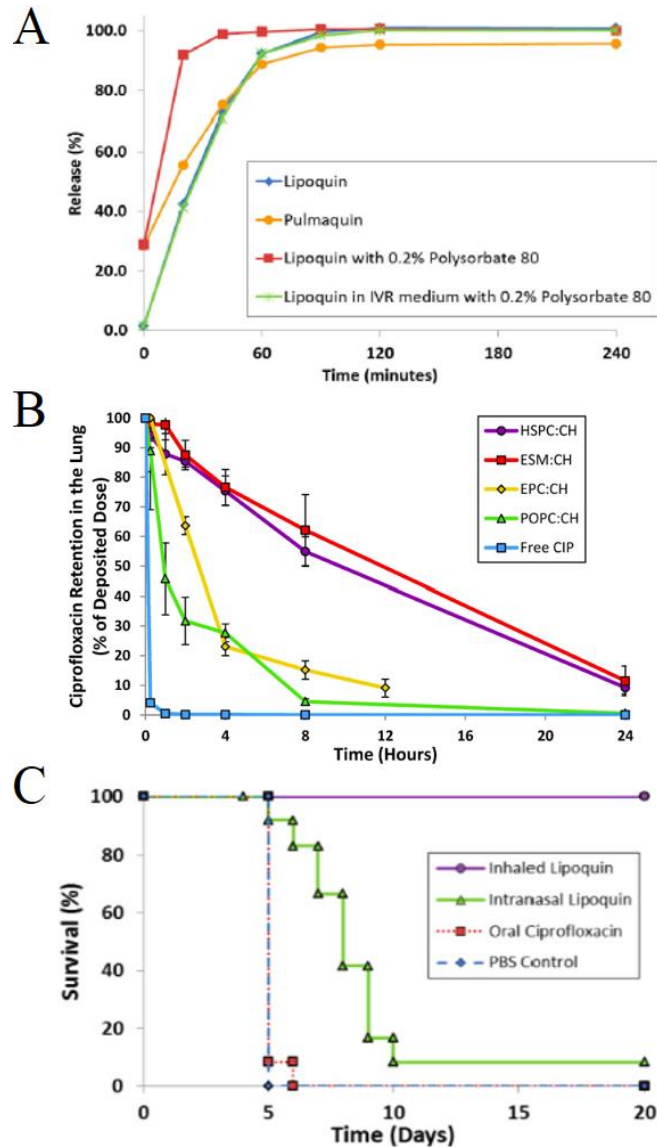 A
100.0
80.0
60.0
40.0
20.0
0.0
Release (%)
Lipoquin
Pulmaquin
Lipoquin with 0.2% Polysorbate 80
Lipoquin in IVR medium with 0.2% Polysorbate 80
0 60 120 180 240
Time (minutes)
B
100
90
80
70
60
50
40
30
20
10
0
Ciprofloxacin Retention in the Lung
(% of Deposited Dose)
HSPC:CH
ESM:CH
EPC:CH
POPC:CH
Free CIP
0 4 8 12 16 20 24
Time (Hours)
C
100
80
60
40
20
0
Survival (%)
Inhaled Lipoquin
Intranasal Lipoquin
Oral Ciprofloxacin
PBS Control
0 5 10 15 20
Time (Days)